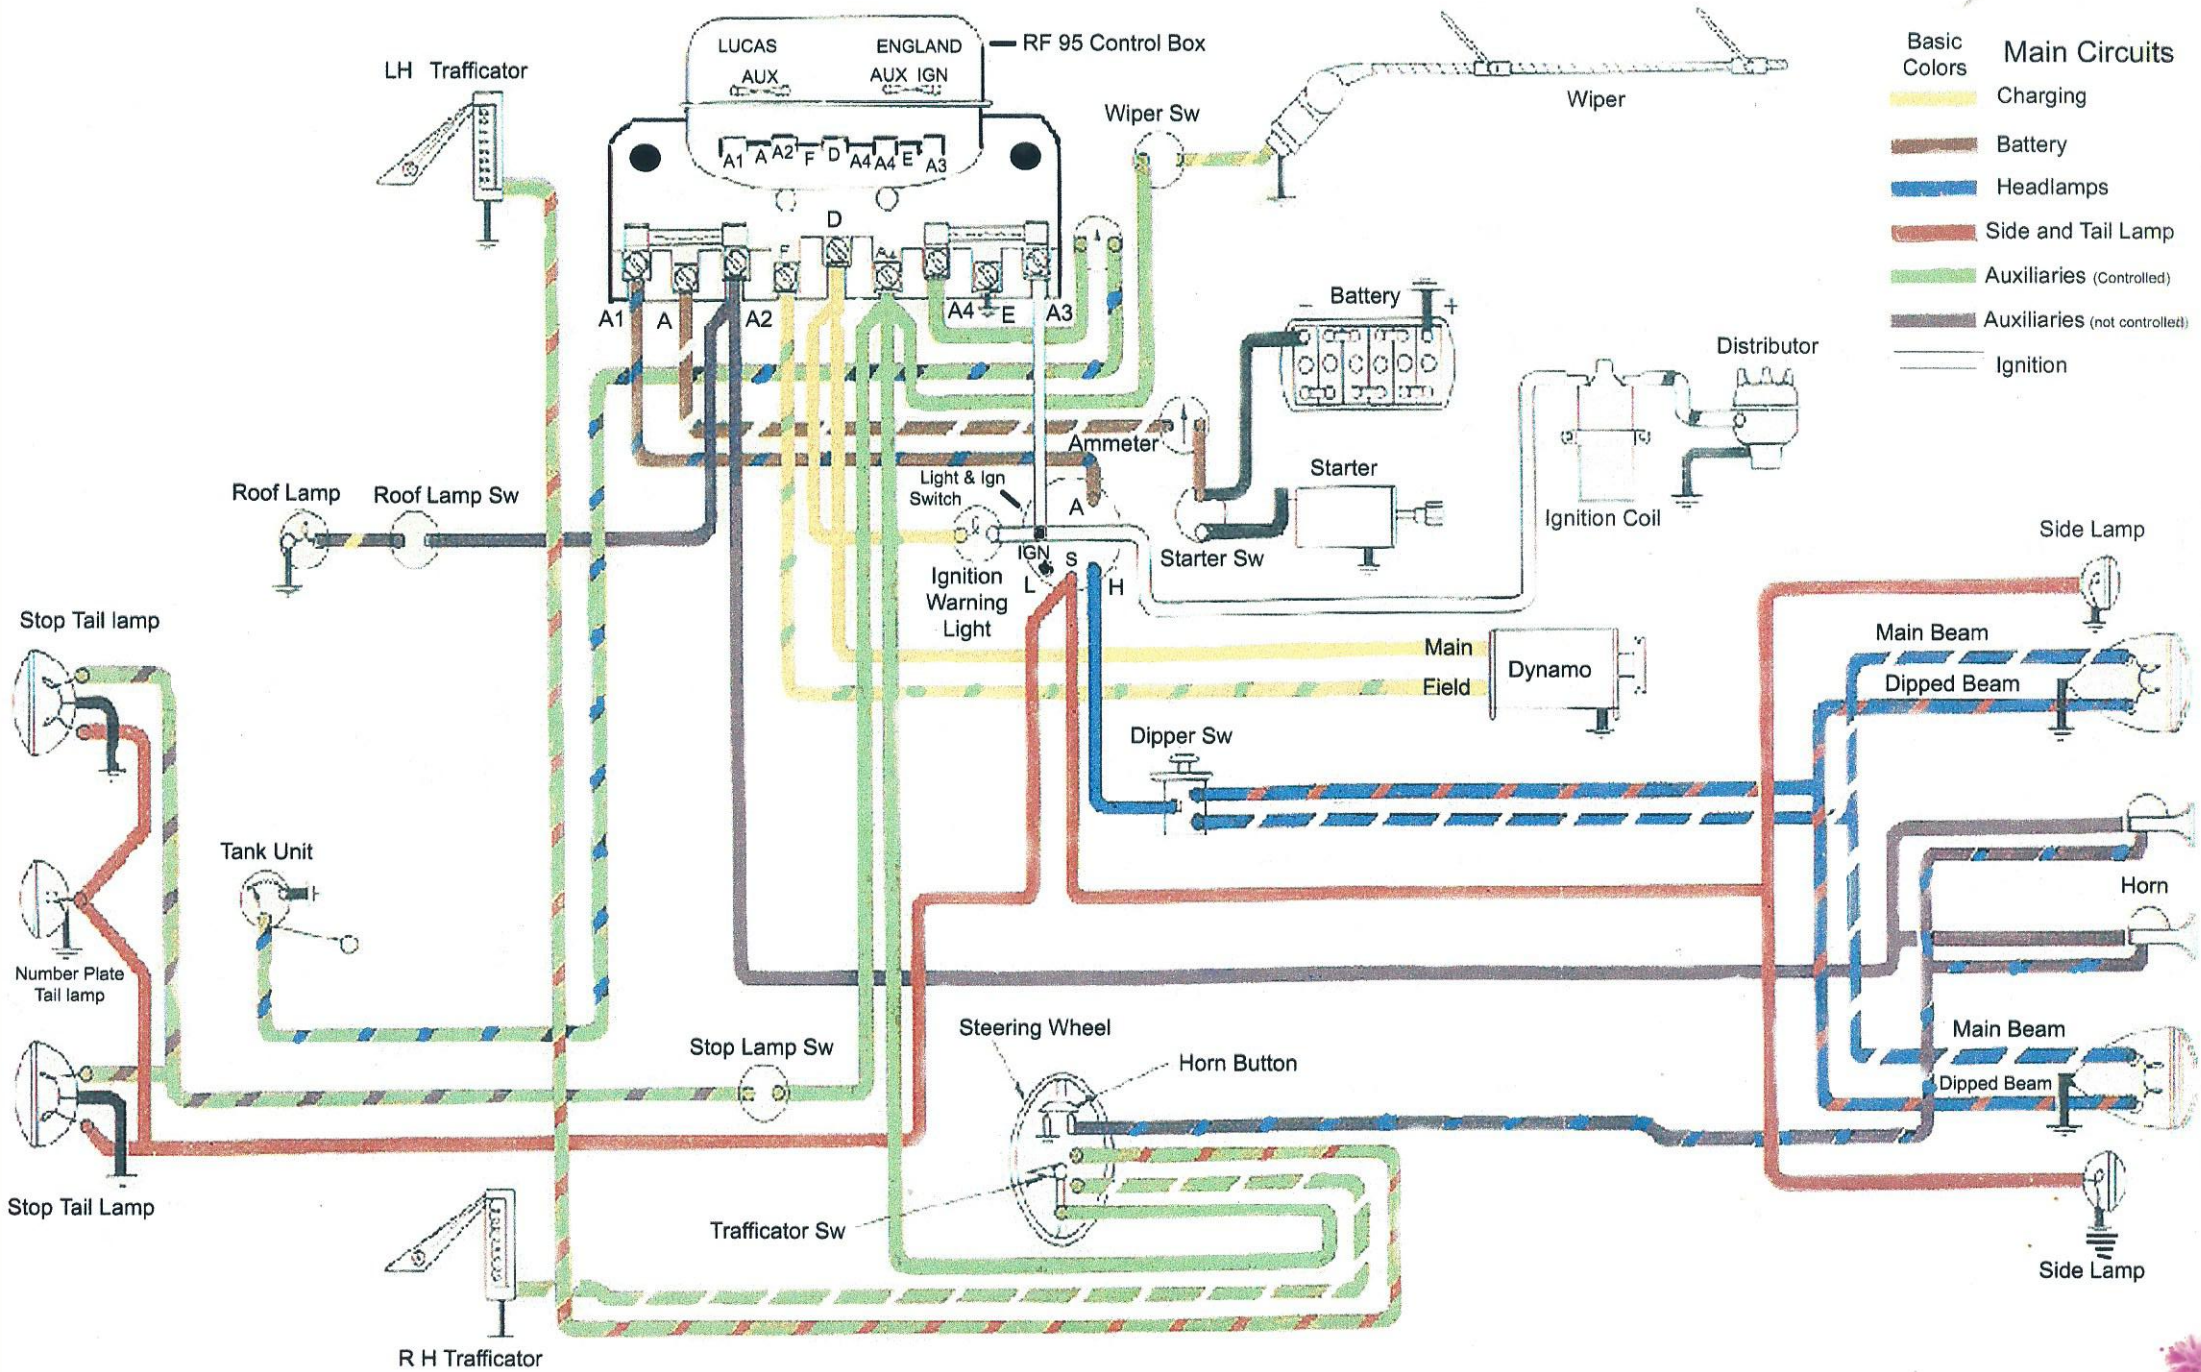 LUCAS ENGLAND
AUX AUX IGN
RF 95 Control Box
A1 A A2 F D A4 A4 E A3
D
F
A4
A1 A A2 A4 E A3
LH Trafficator
Wiper Sw
Wiper
Basic Colors
Main Circuits
Charging
Battery
Headlamps
Side and Tail Lamp
Auxiliaries (Controlled)
Auxiliaries (not controlled)
Ignition
- Battery +
Distributor
Ammeter
Light & Ign
Switch
Starter
Ignition Coil
Starter Sw
A
IGN
S
L
H
Ignition
Warning
Light
Roof Lamp
Roof Lamp Sw
Side Lamp
Stop Tail lamp
Main
Field
Dynamo
Main Beam
Dipped Beam
Dipper Sw
Tank Unit
Horn
Number Plate
Tail lamp
Stop Lamp Sw
Steering Wheel
Horn Button
Main Beam
Dipped Beam
Stop Tail Lamp
Trafficator Sw
Side Lamp
R H Trafficator